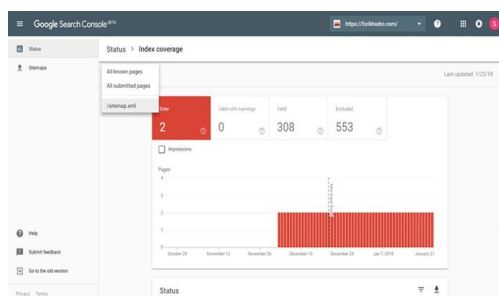 Google Search Console BETA
https://forikhodro.com/
S
Status
Sitemaps
Status > Index coverage
All known pages
All submitted pages
/sitemap.xml
Last updated: 1/23/18
Error
2
Valid with warnings
0
Valid
308
Excluded
553
Impressions
Pages
4
3
2
1
0
October 29
November 12
November 26
December 10
December 24
Jan 7, 2018
January 21
Help
Submit feedback
Go to the old version
Status
Privacy Terms